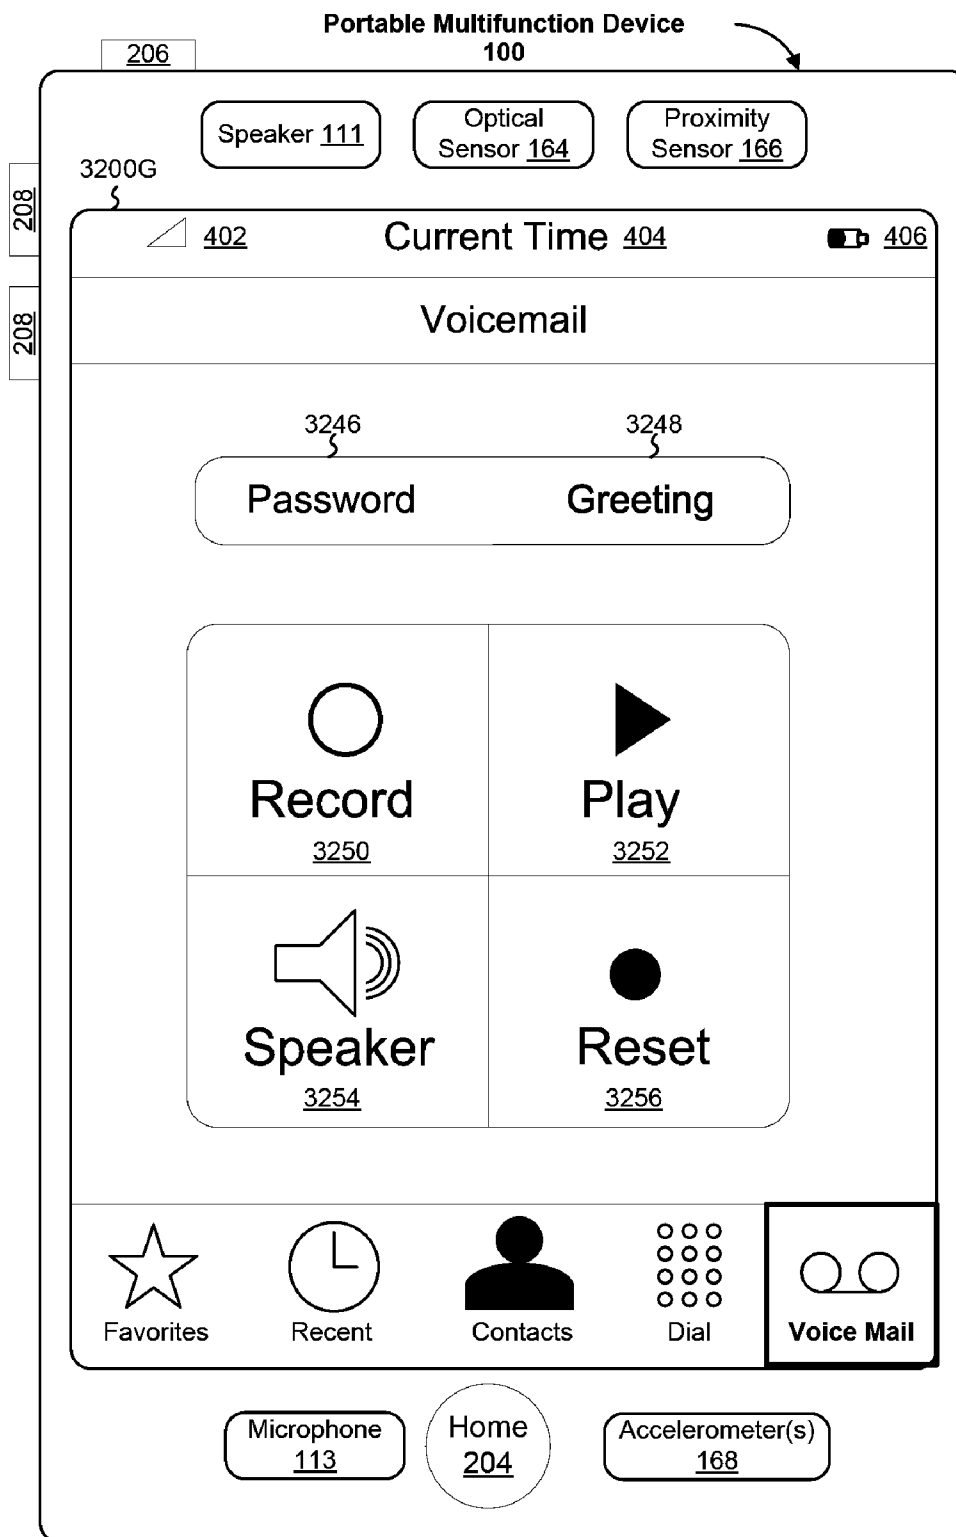 Portable Multifunction Device
100
206
Speaker 111
Optical
Sensor 164
Proximity
Sensor 166
3200G
208
208
402
Current Time 404
406
Voicemail
3246
3248
Password
Greeting
Record
3250
Play
3252
Speaker
3254
Reset
3256
Favorites
Recent
Contacts
Dial
Voice Mail
Microphone
113
Home
204
Accelerometer(s)
168